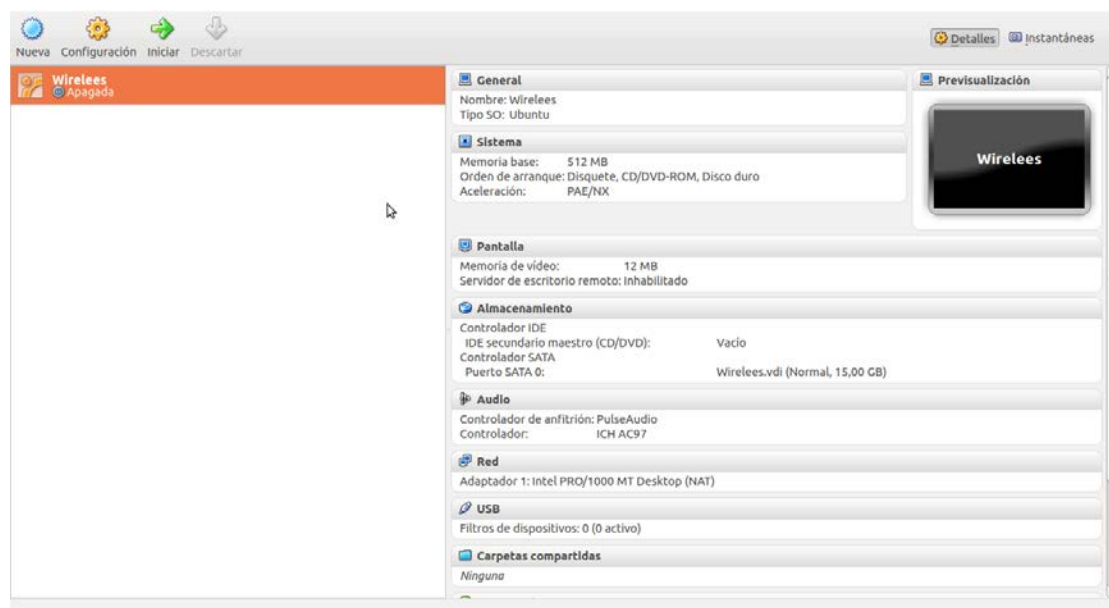 Nueva Configuración Iniciar Descartar
Detalles Instantáneas
Wirelees
Apagada
General
Nombre: Wirelees
Tipo SO: Ubuntu
Sistema
Memoria base: 512 MB
Orden de arranque: Disquete, CD/DVD-ROM, Disco duro
Aceleración: PAE/NX
Previsualización
Wirelees
Pantalla
Memoria de vídeo: 12 MB
Servidor de escritorio remoto: Inhabilitado
Almacenamiento
Controlador IDE
IDE secundario maestro (CD/DVD): Vacío
Controlador SATA
Puerto SATA 0: Wirelees.vdi (Normal, 15,00 GB)
Audio
Controlador de anfitrión: PulseAudio
Controlador: ICH AC97
Red
Adaptador 1: Intel PRO/1000 MT Desktop (NAT)
USB
Filtros de dispositivos: 0 (0 activo)
Carpetas compartidas
Ninguna